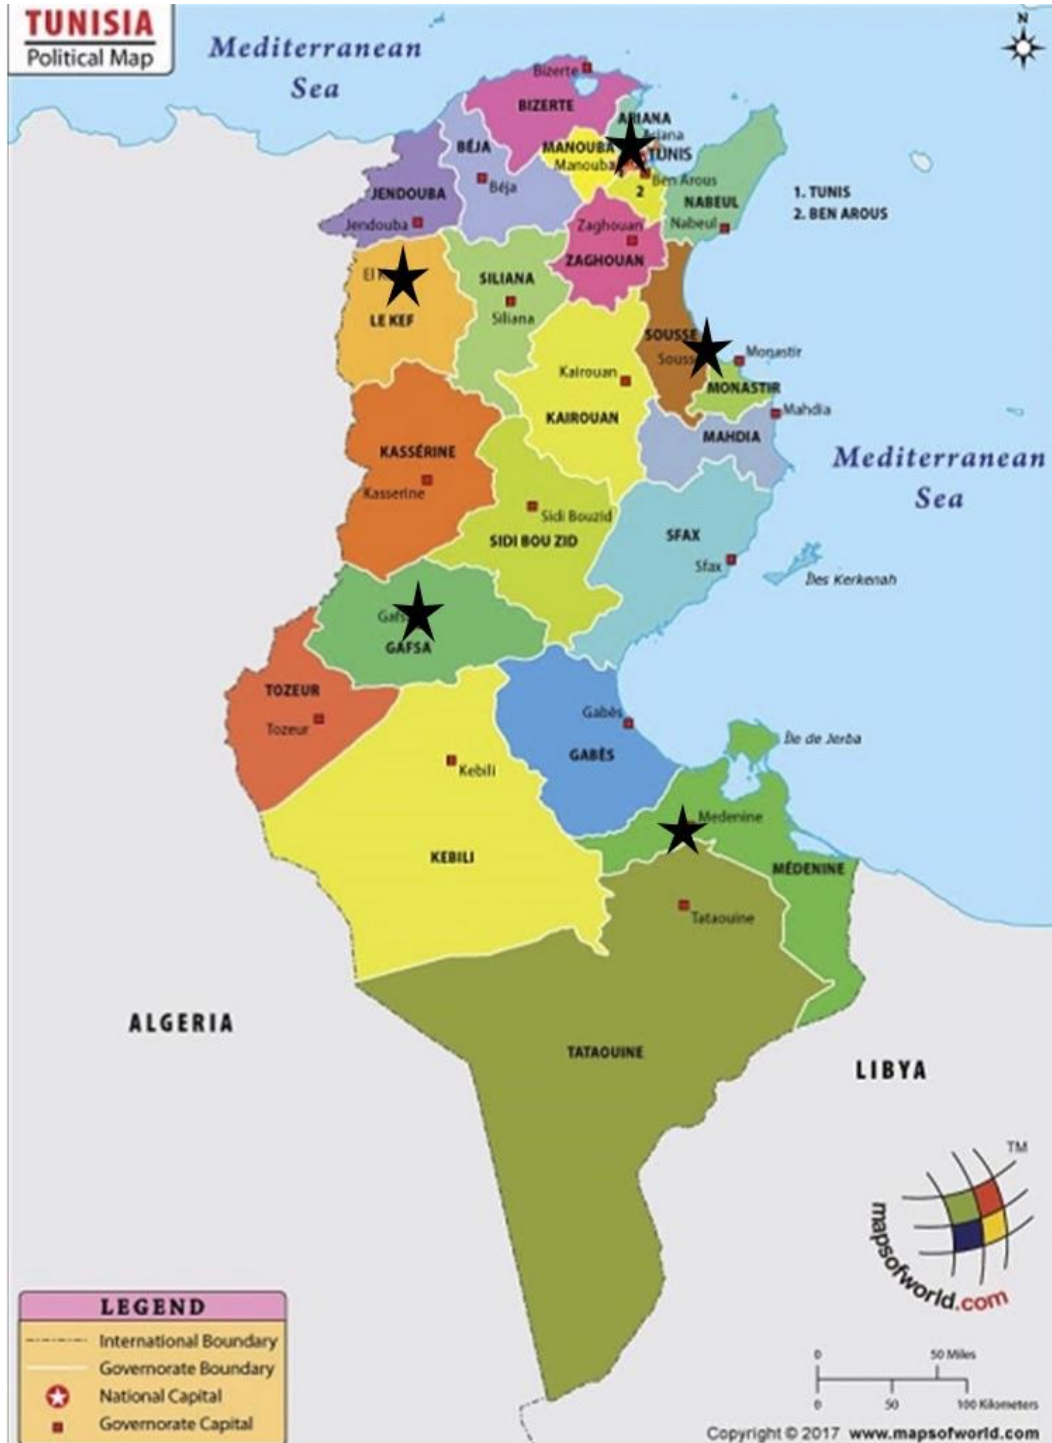 TUNISIA
Political Map
N
Mediterranean
Sea
Bizerte
BIZERTE
ARIANA
BÉJA
MANOUBA
TUNIS
Manouba
Ben Arous
2
Béja
JENDOUBA
NABEUL
1. TUNIS
2. BEN AROUS
Jendouba
Zaghouan
Nabeul
ZAGHOUAN
El
SILIANA
LE KEF
Siliana
SOUSSE
Monastir
Kairouan
MONASTIR
KAIROUAN
Mahdia
MAHDIA
KASSÉRINE
Mediterranean
Sea
Kasserine
Sidi Bouzid
SIDI BOU ZID
SFAX
Sfax
Îles Kerkenah
GAFSA
TOZEUR
Tozeur
Gabès
GABÈS
Île de Jerba
Kebili
Medenine
KEBILI
MÉDENINE
Tataouine
ALGERIA
TATAOUINE
LIBYA
TM
mapsofworld.com
LEGEND
International Boundary
Governorate Boundary
National Capital
Governorate Capital
0 50 Miles
0 50 100 Kilometers
Copyright © 2017 www.mapsofworld.com